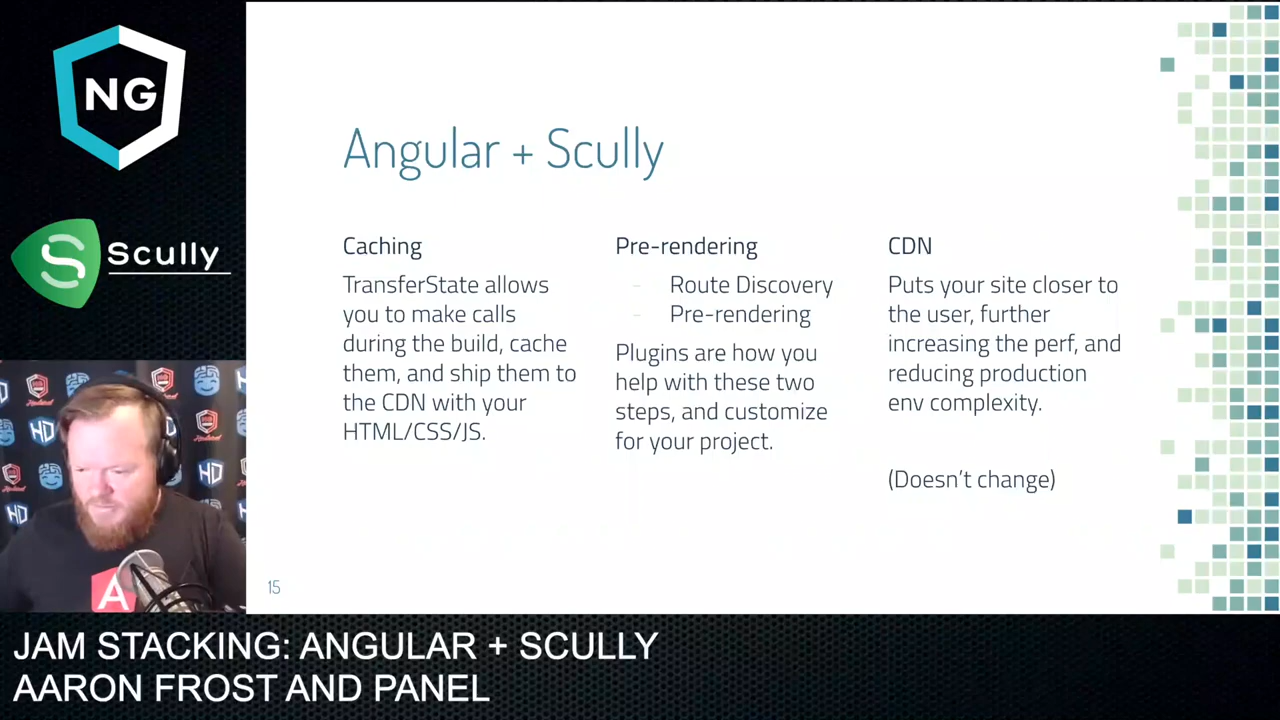 NG
Scully
Angular + Scully
Caching
TransferState allows
you to make calls
during the build, cache
them, and ship them to
the CDN with your
HTML/CSS/JS.
Pre-rendering
- Route Discovery
- Pre-rendering
Plugins are how you
help with these two
steps, and customize
for your project.
CDN
Puts your site closer to
the user, further
increasing the perf, and
reducing production
env complexity.
(Doesn't change)
15
HD
A
JAM STACKING: ANGULAR + SCULLY
AARON FROST AND PANEL